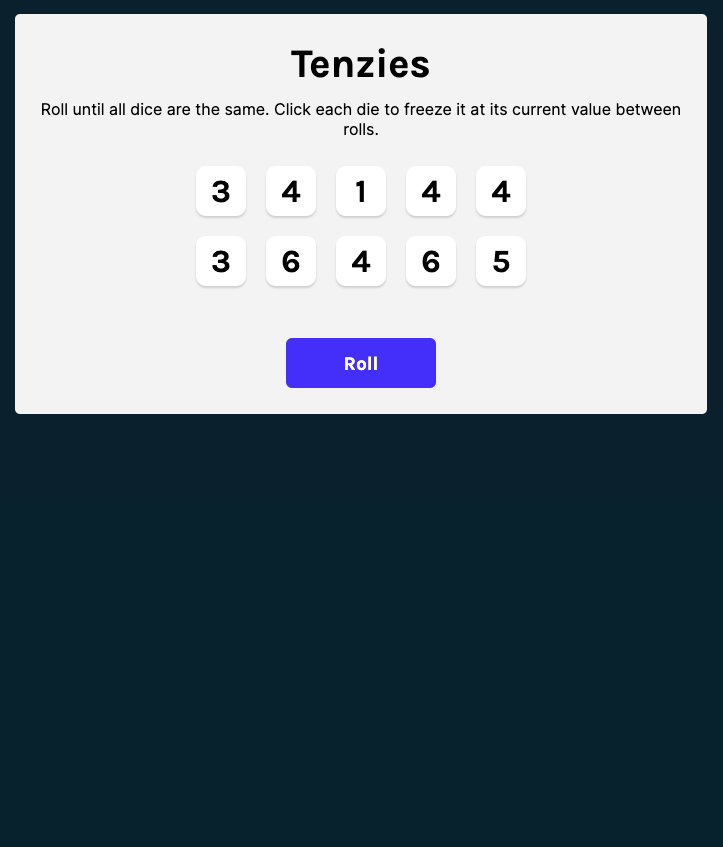 Tenzies
Roll until all dice are the same. Click each die to freeze it at its current value between
rolls.
3 4 1 4 4
3 6 4 6 5
Roll